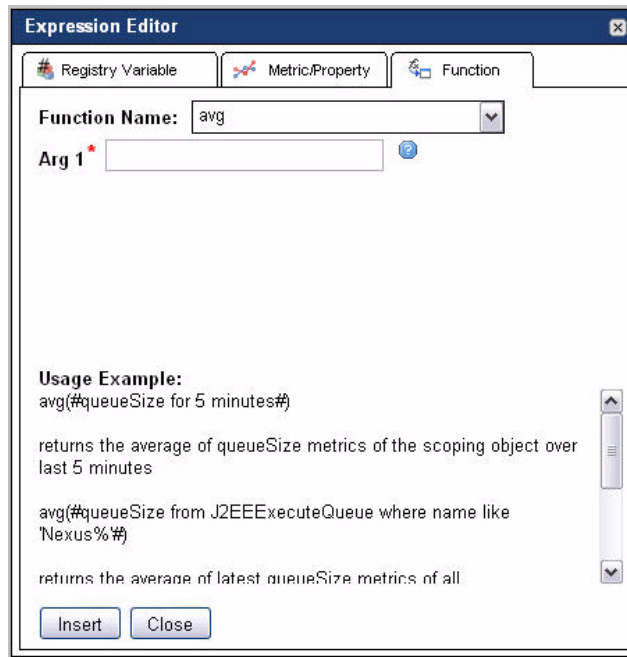 Expression Editor
Registry Variable
Metric/Property
Function
Function Name: avg
Arg 1*
Usage Example:
avg(#queueSize for 5 minutes#)
returns the average of queueSize metrics of the scoping object over
last 5 minutes
avg(#queueSize from J2EEExecuteQueue where name like
'Nexus%'#)
returns the average of latest queueSize metrics of all
Insert
Close